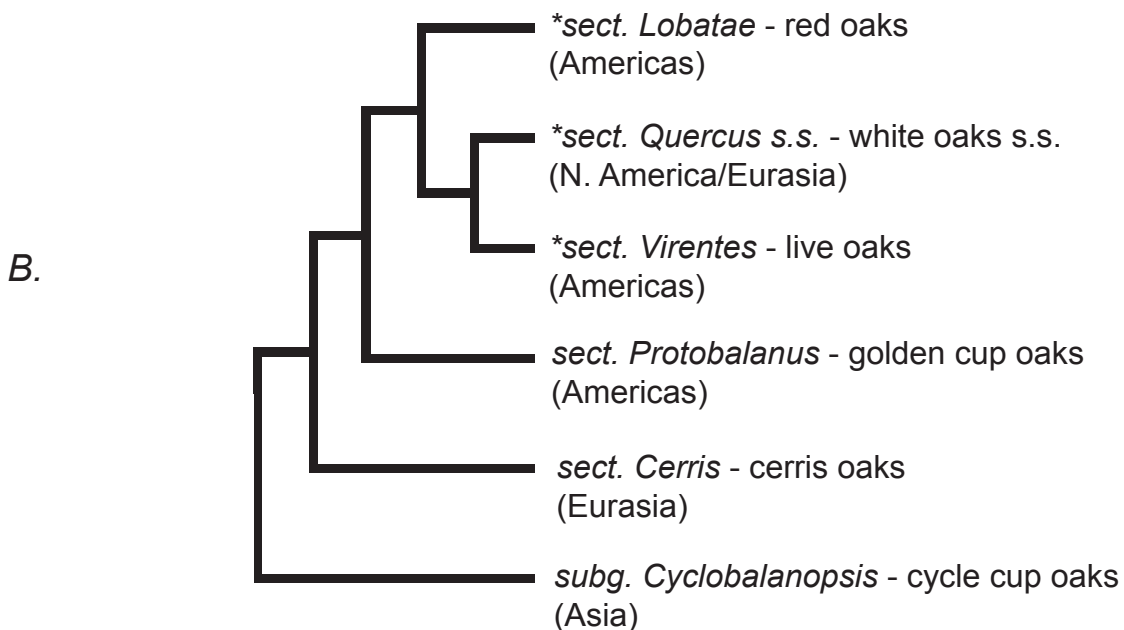 *sect. Lobatae - red oaks
(Americas)
*sect. Quercus s.s. - white oaks s.s.
(N. America/Eurasia)
B.
*sect. Virentes - live oaks
(Americas)
sect. Protobalanus - golden cup oaks
(Americas)
sect. Cerris - cerris oaks
(Eurasia)
subg. Cyclobalanopsis - cycle cup oaks
(Asia)